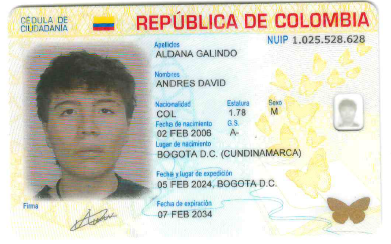 CÉDULA DE
CIUDADANÍA
REPÚBLICA DE COLOMBIA
NUIP 1.025.528.628
Apellidos
ALDANA GALINDO
Nombres
ANDRES DAVID
Nacionalidad Estatura Sexo
COL 1.78 M
Fecha de nacimiento G.S.
02 FEB 2006 A-
Lugar de nacimiento
BOGOTA D.C. (CUNDINAMARCA)
Fecha y lugar de expedición
05 FEB 2024, BOGOTA D.C.
Fecha de expiración
07 FEB 2034
Firma